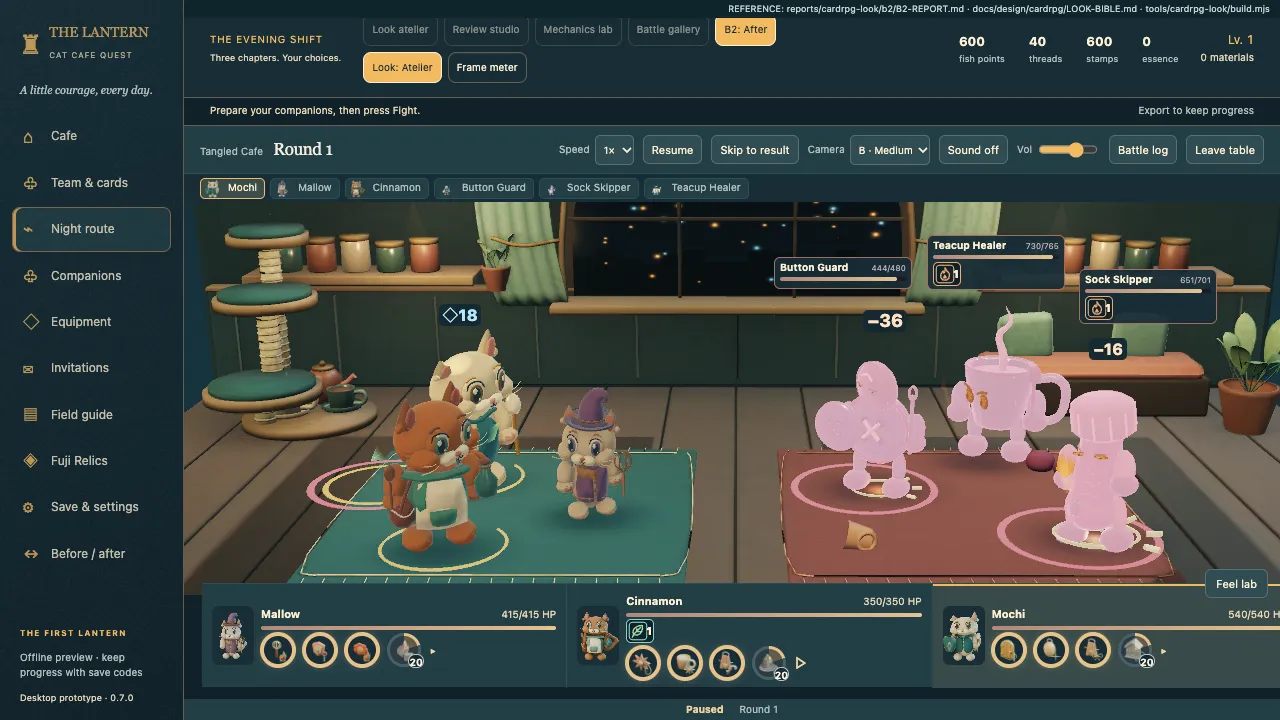 REFERENCE: reports/cardrpg-look/b2/B2-REPORT.md · docs/design/cardrpg/LOOK-BIBLE.md · tools/cardrpg-look/build.mjs
THE LANTERN
CAT CAFE QUEST
A little courage, every day.
Cafe
Team & cards
Night route
Companions
Equipment
Invitations
Field guide
Fuji Relics
Save & settings
Before / after
THE FIRST LANTERN
Offline preview · keep
progress with save codes
Desktop prototype · 0.7.0
THE EVENING SHIFT
Three chapters. Your choices.
Look atelier
Review studio
Mechanics lab
Battle gallery
B2: After
Look: Atelier
Frame meter
600
fish points
40
threads
600
stamps
0
essence
Lv. 1
0 materials
Prepare your companions, then press Fight.
Export to keep progress
Tangled Cafe
Round 1
Speed
1×
Resume
Skip to result
Camera
B · Medium
Sound off
Vol
Battle log
Leave table
Mochi
Mallow
Cinnamon
Button Guard
Sock Skipper
Teacup Healer
Button Guard 444/480
Teacup Healer 730/765
1
Sock Skipper 651/701
1
18
−36
−16
Feel lab
Mallow 415/415 HP
20
Cinnamon 350/350 HP
1
20
Mochi 540/540 H
20
Paused
Round 1